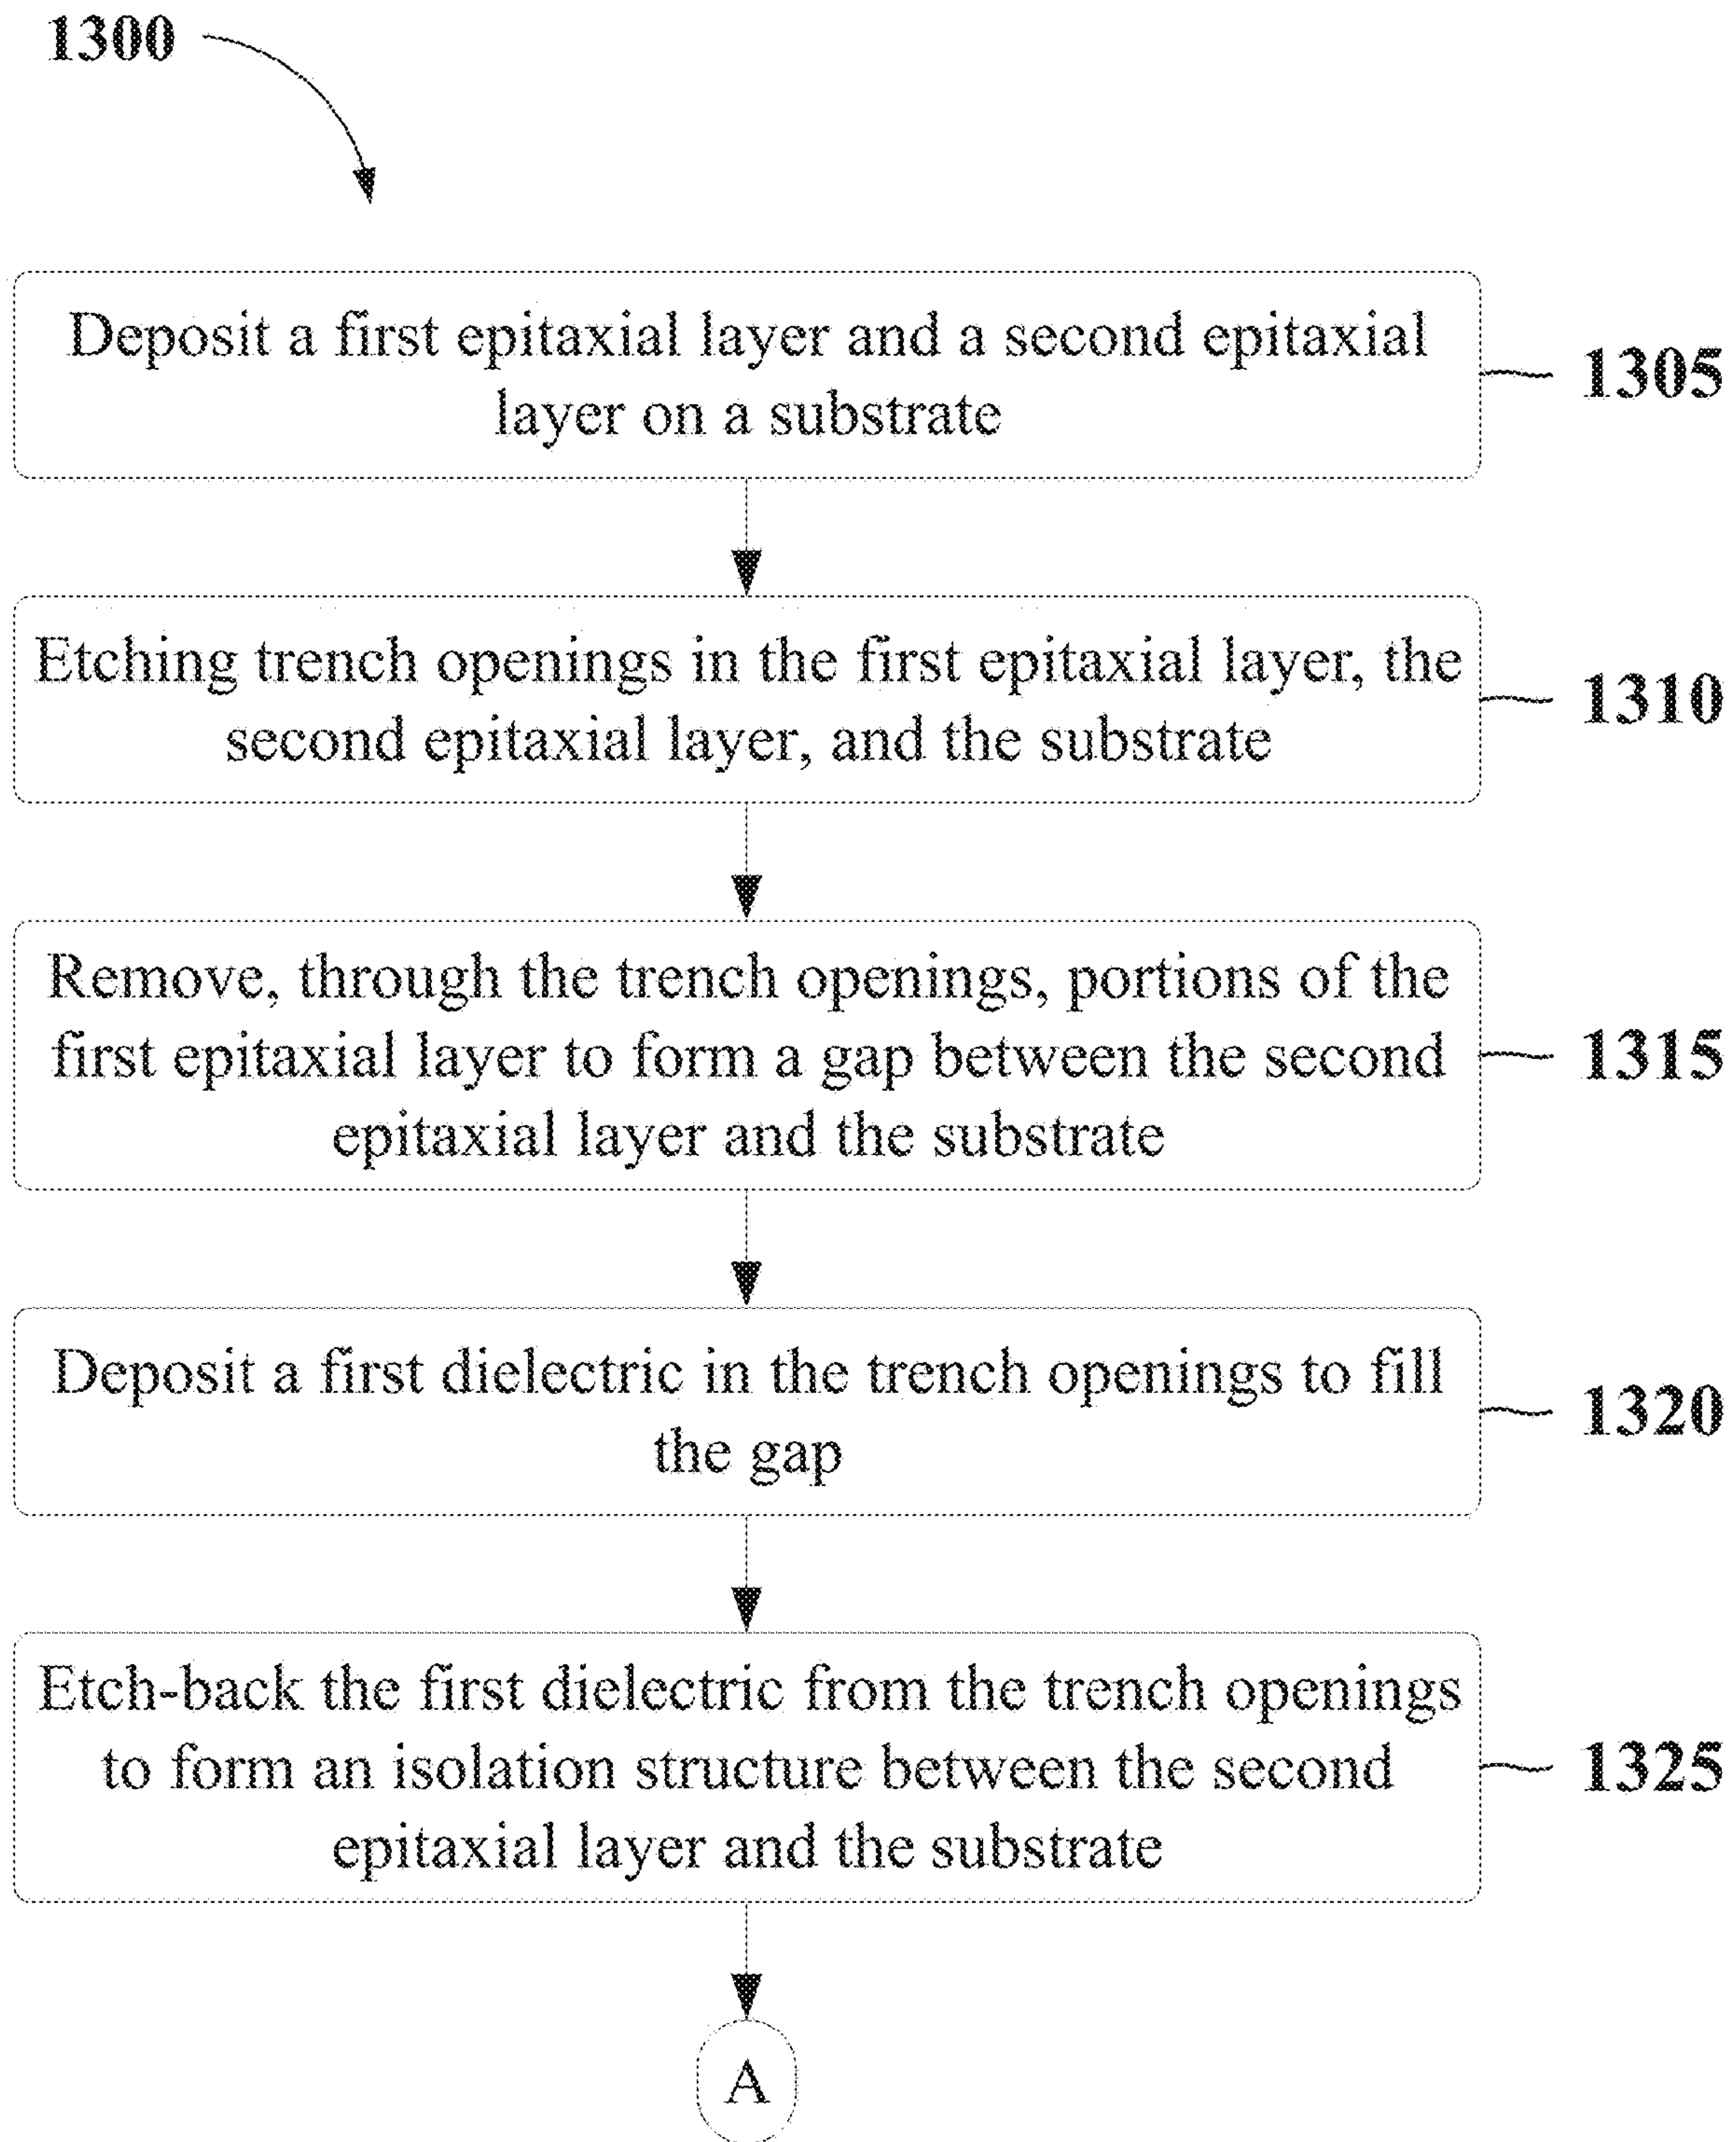 1300
Deposit a first epitaxial layer and a second epitaxial
layer on a substrate
1305
Etching trench openings in the first epitaxial layer, the
second epitaxial layer, and the substrate
1310
Remove, through the trench openings, portions of the
first epitaxial layer to form a gap between the second
epitaxial layer and the substrate
1315
Deposit a first dielectric in the trench openings to fill
the gap
1320
Etch-back the first dielectric from the trench openings
to form an isolation structure between the second
epitaxial layer and the substrate
1325
A